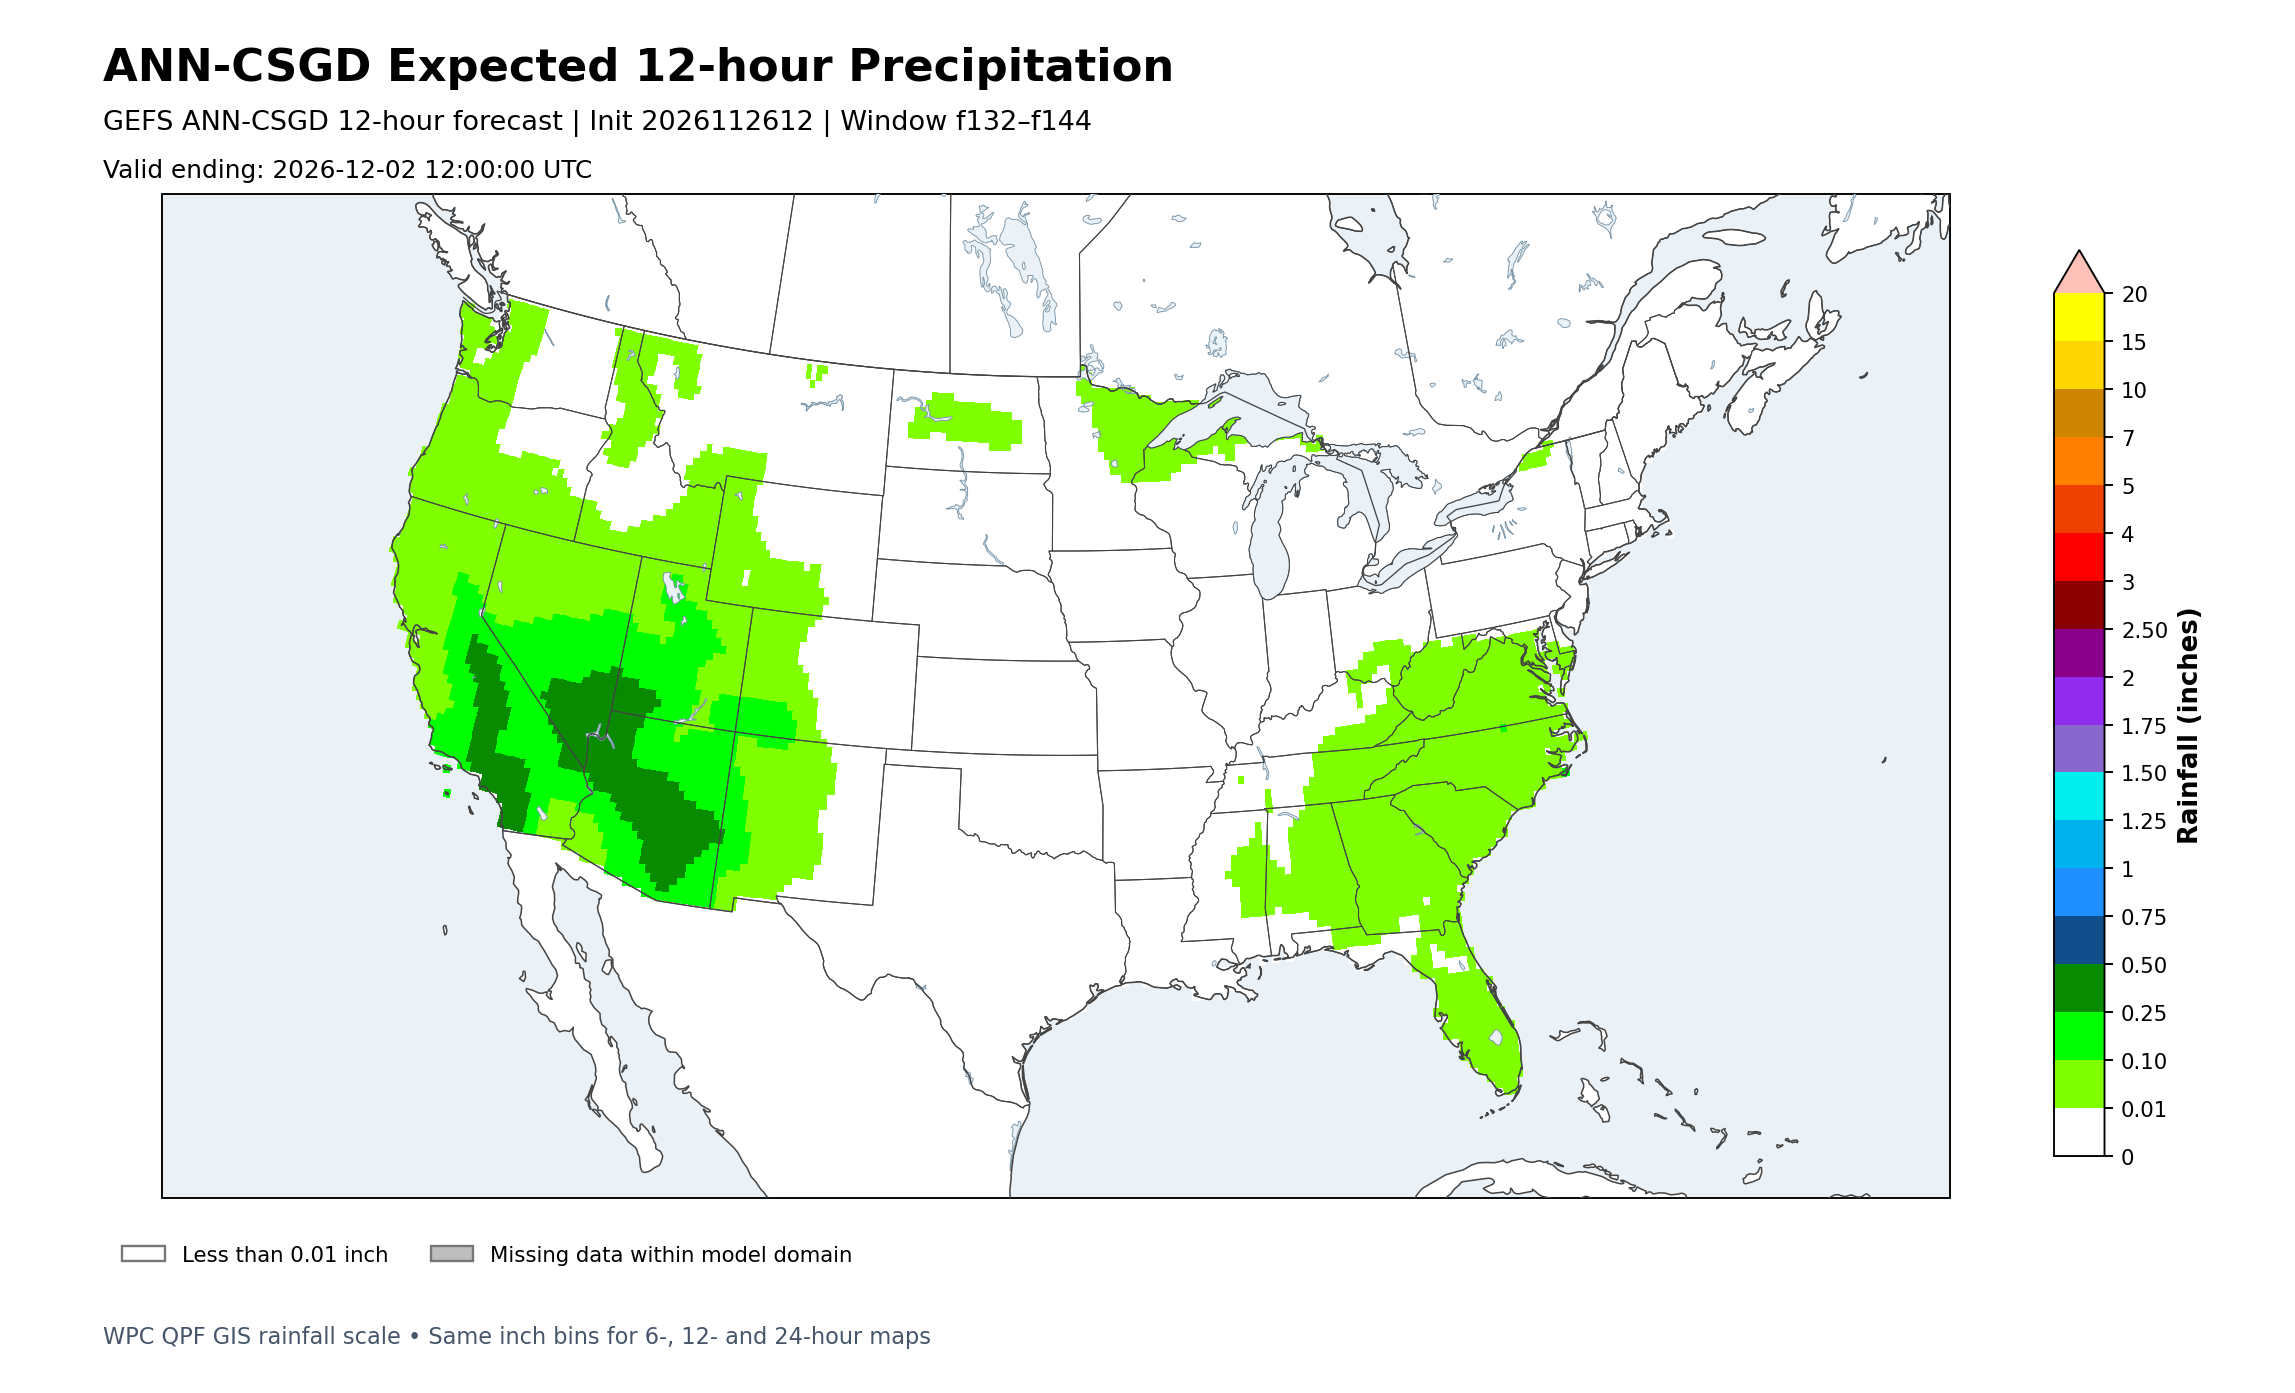 ANN-CSGD Expected 12-hour Precipitation
GEFS ANN-CSGD 12-hour forecast | Init 2026112612 | Window f132–f144
Valid ending: 2026-12-02 12:00:00 UTC
20
15
10
7
5
4
3
2.50
2
1.75
1.50
1.25
1
0.75
0.50
0.25
0.10
0.01
0
Rainfall (inches)
Less than 0.01 inch
Missing data within model domain
WPC QPF GIS rainfall scale • Same inch bins for 6-, 12- and 24-hour maps